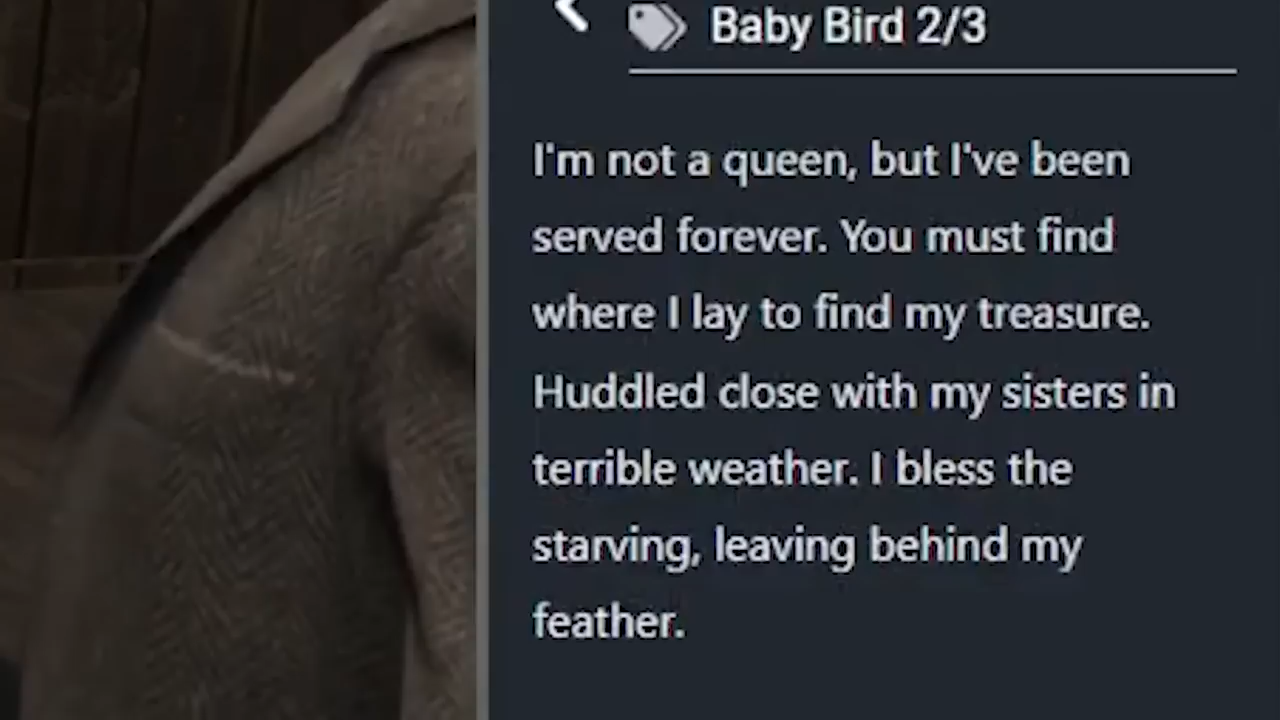 Baby Bird 2/3
I'm not a queen, but I've been
served forever. You must find
where I lay to find my treasure.
Huddled close with my sisters in
terrible weather. I bless the
starving, leaving behind my
feather.